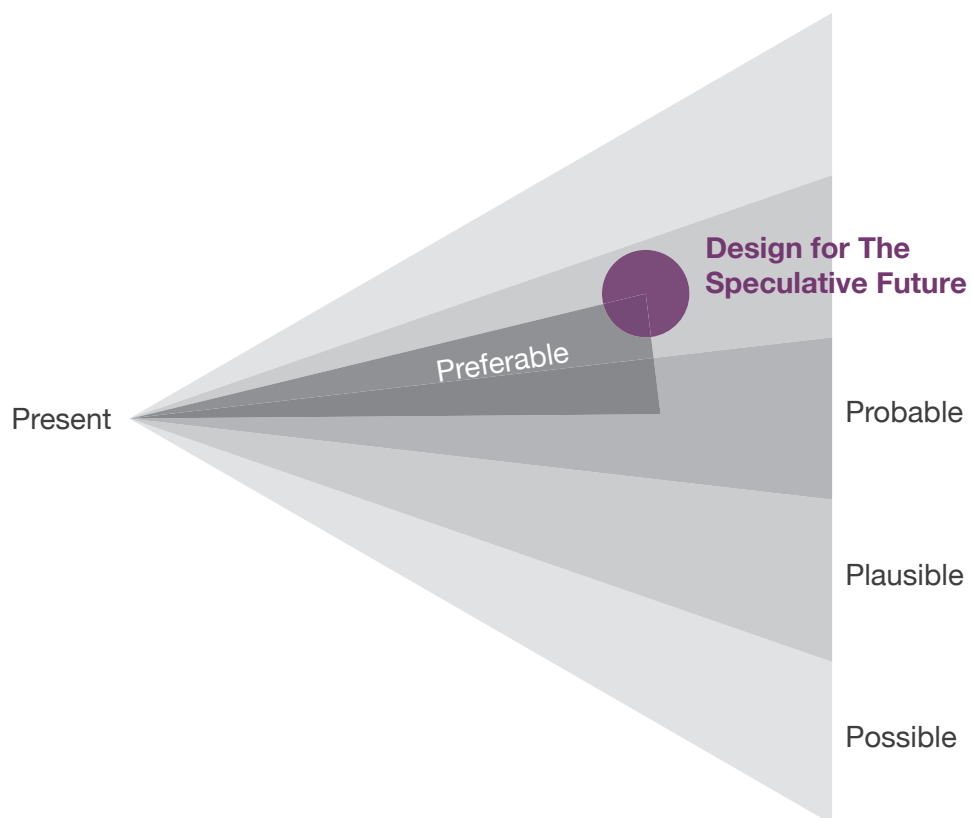 Design for The
Speculative Future
Preferable
Present
Probable
Plausible
Possible